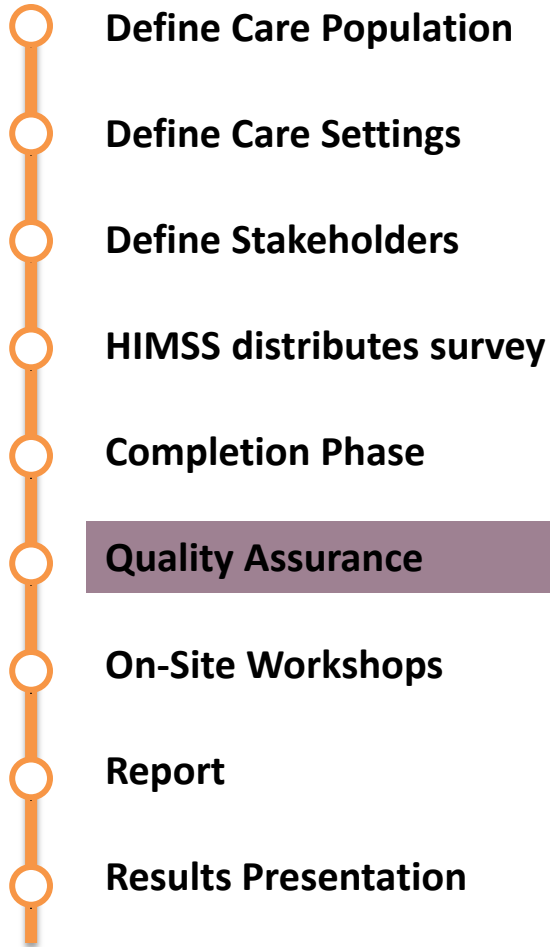 Define Care Population
Define Care Settings
Define Stakeholders
HIMSS distributes survey
Completion Phase
Quality Assurance
On-Site Workshops
Report
Results Presentation